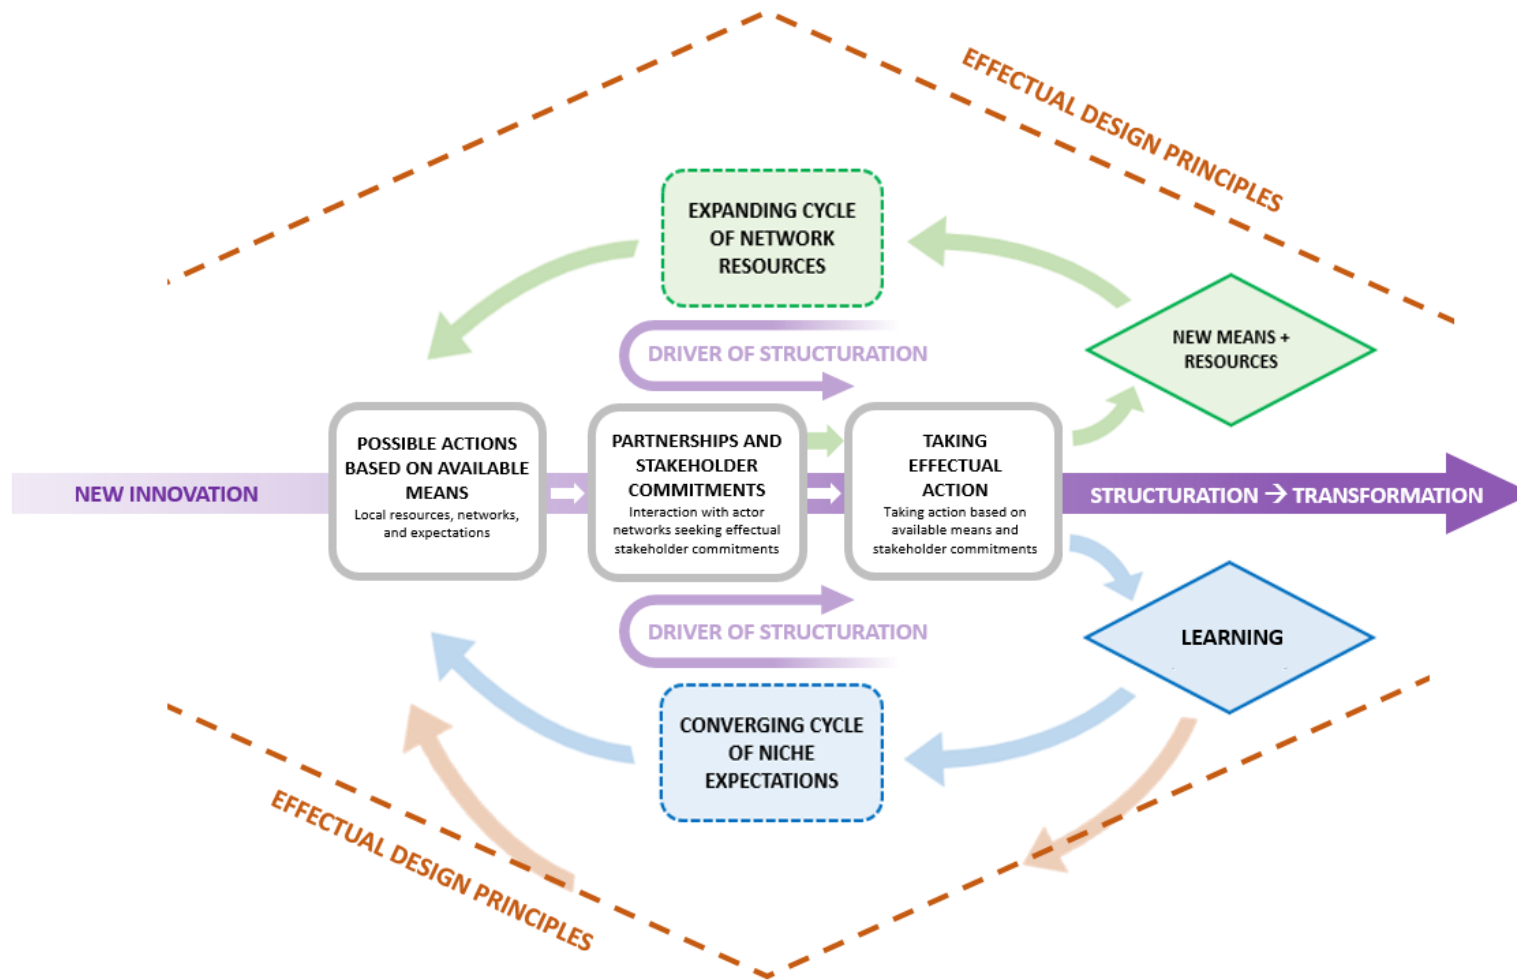 EFFECTUAL DESIGN PRINCIPLES
EXPANDING CYCLE
OF NETWORK
RESOURCES
NEW MEANS +
RESOURCES
DRIVER OF STRUCTURATION
NEW INNOVATION
POSSIBLE ACTIONS
BASED ON AVAILABLE
MEANS
Local resources, networks,
and expectations
PARTNERSHIPS AND
STAKEHOLDER
COMMITMENTS
Interaction with actor
networks seeking effectual
stakeholder commitments
TAKING
EFFECTUAL
ACTION
Taking action based on
available means and
stakeholder commitments
STRUCTURATION → TRANSFORMATION
DRIVER OF STRUCTURATION
LEARNING
CONVERGING CYCLE
OF NICHE
EXPECTATIONS
EFFECTUAL DESIGN PRINCIPLES